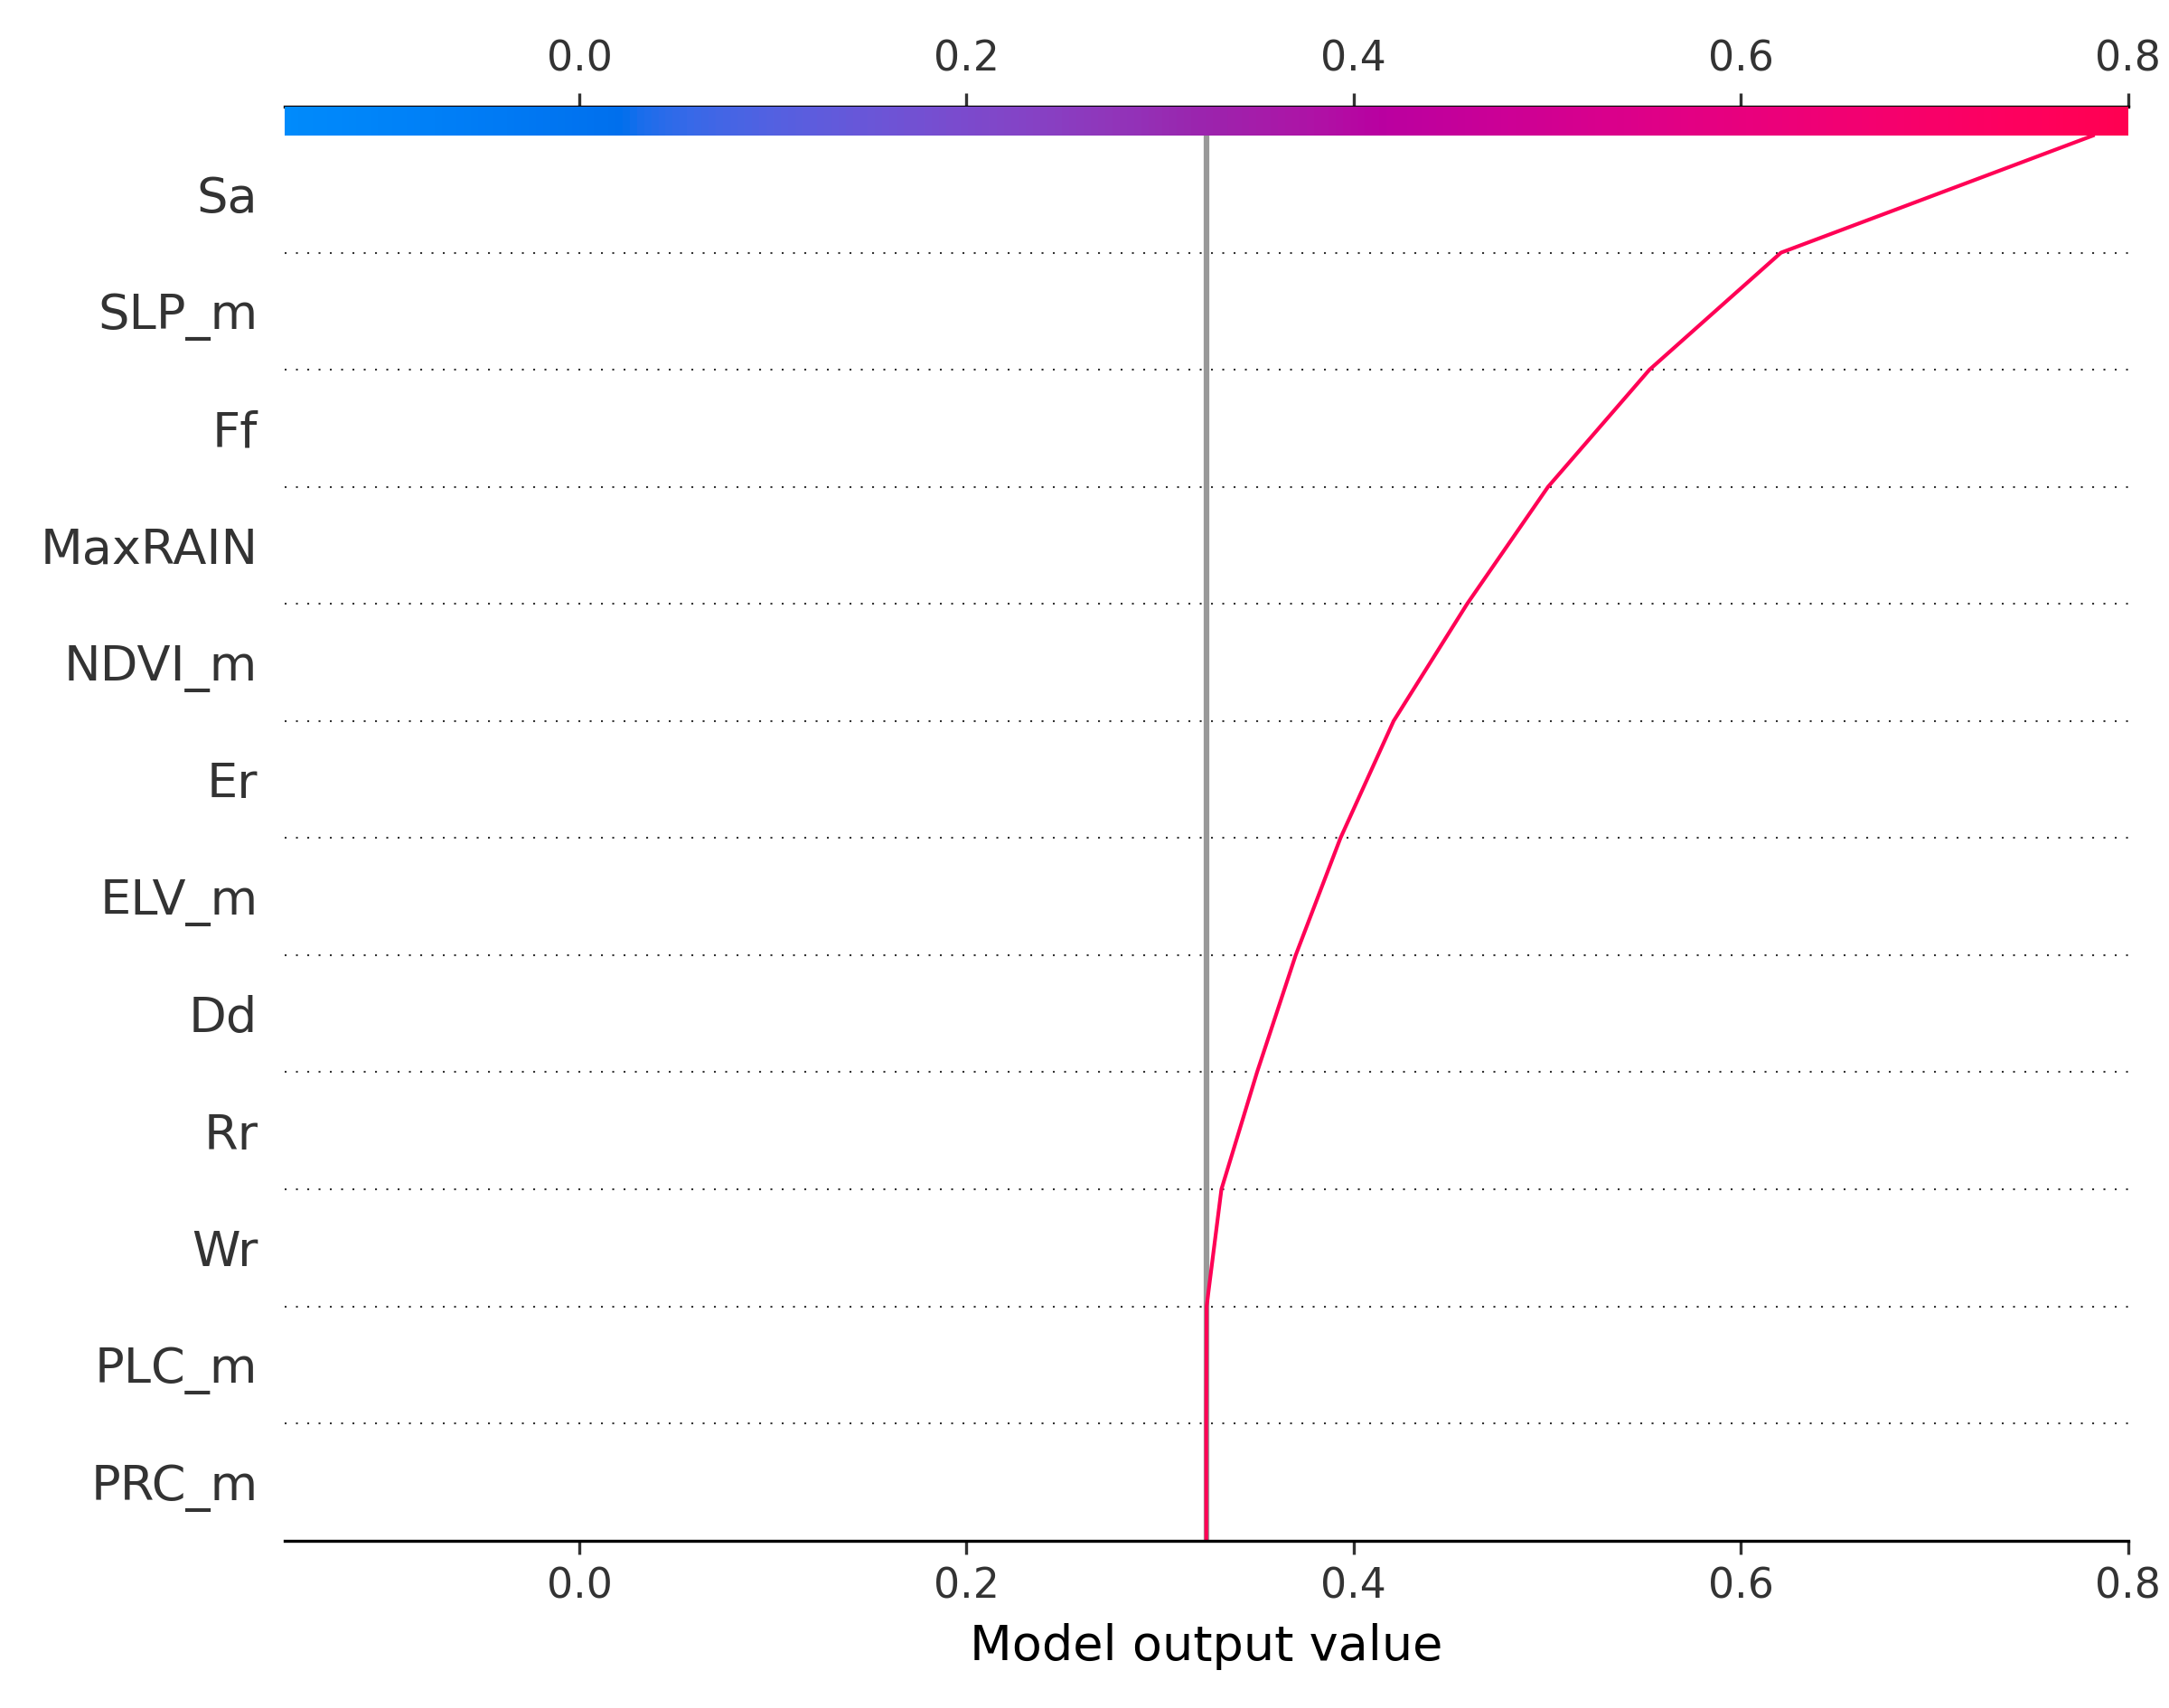 0.0 0.2 0.4 0.6 0.8
Sa
SLP_m
Ff
MaxRAIN
NDVI_m
Er
ELV_m
Dd
Rr
Wr
PLC_m
PRC_m
0.0 0.2 0.4 0.6 0.8
Model output value